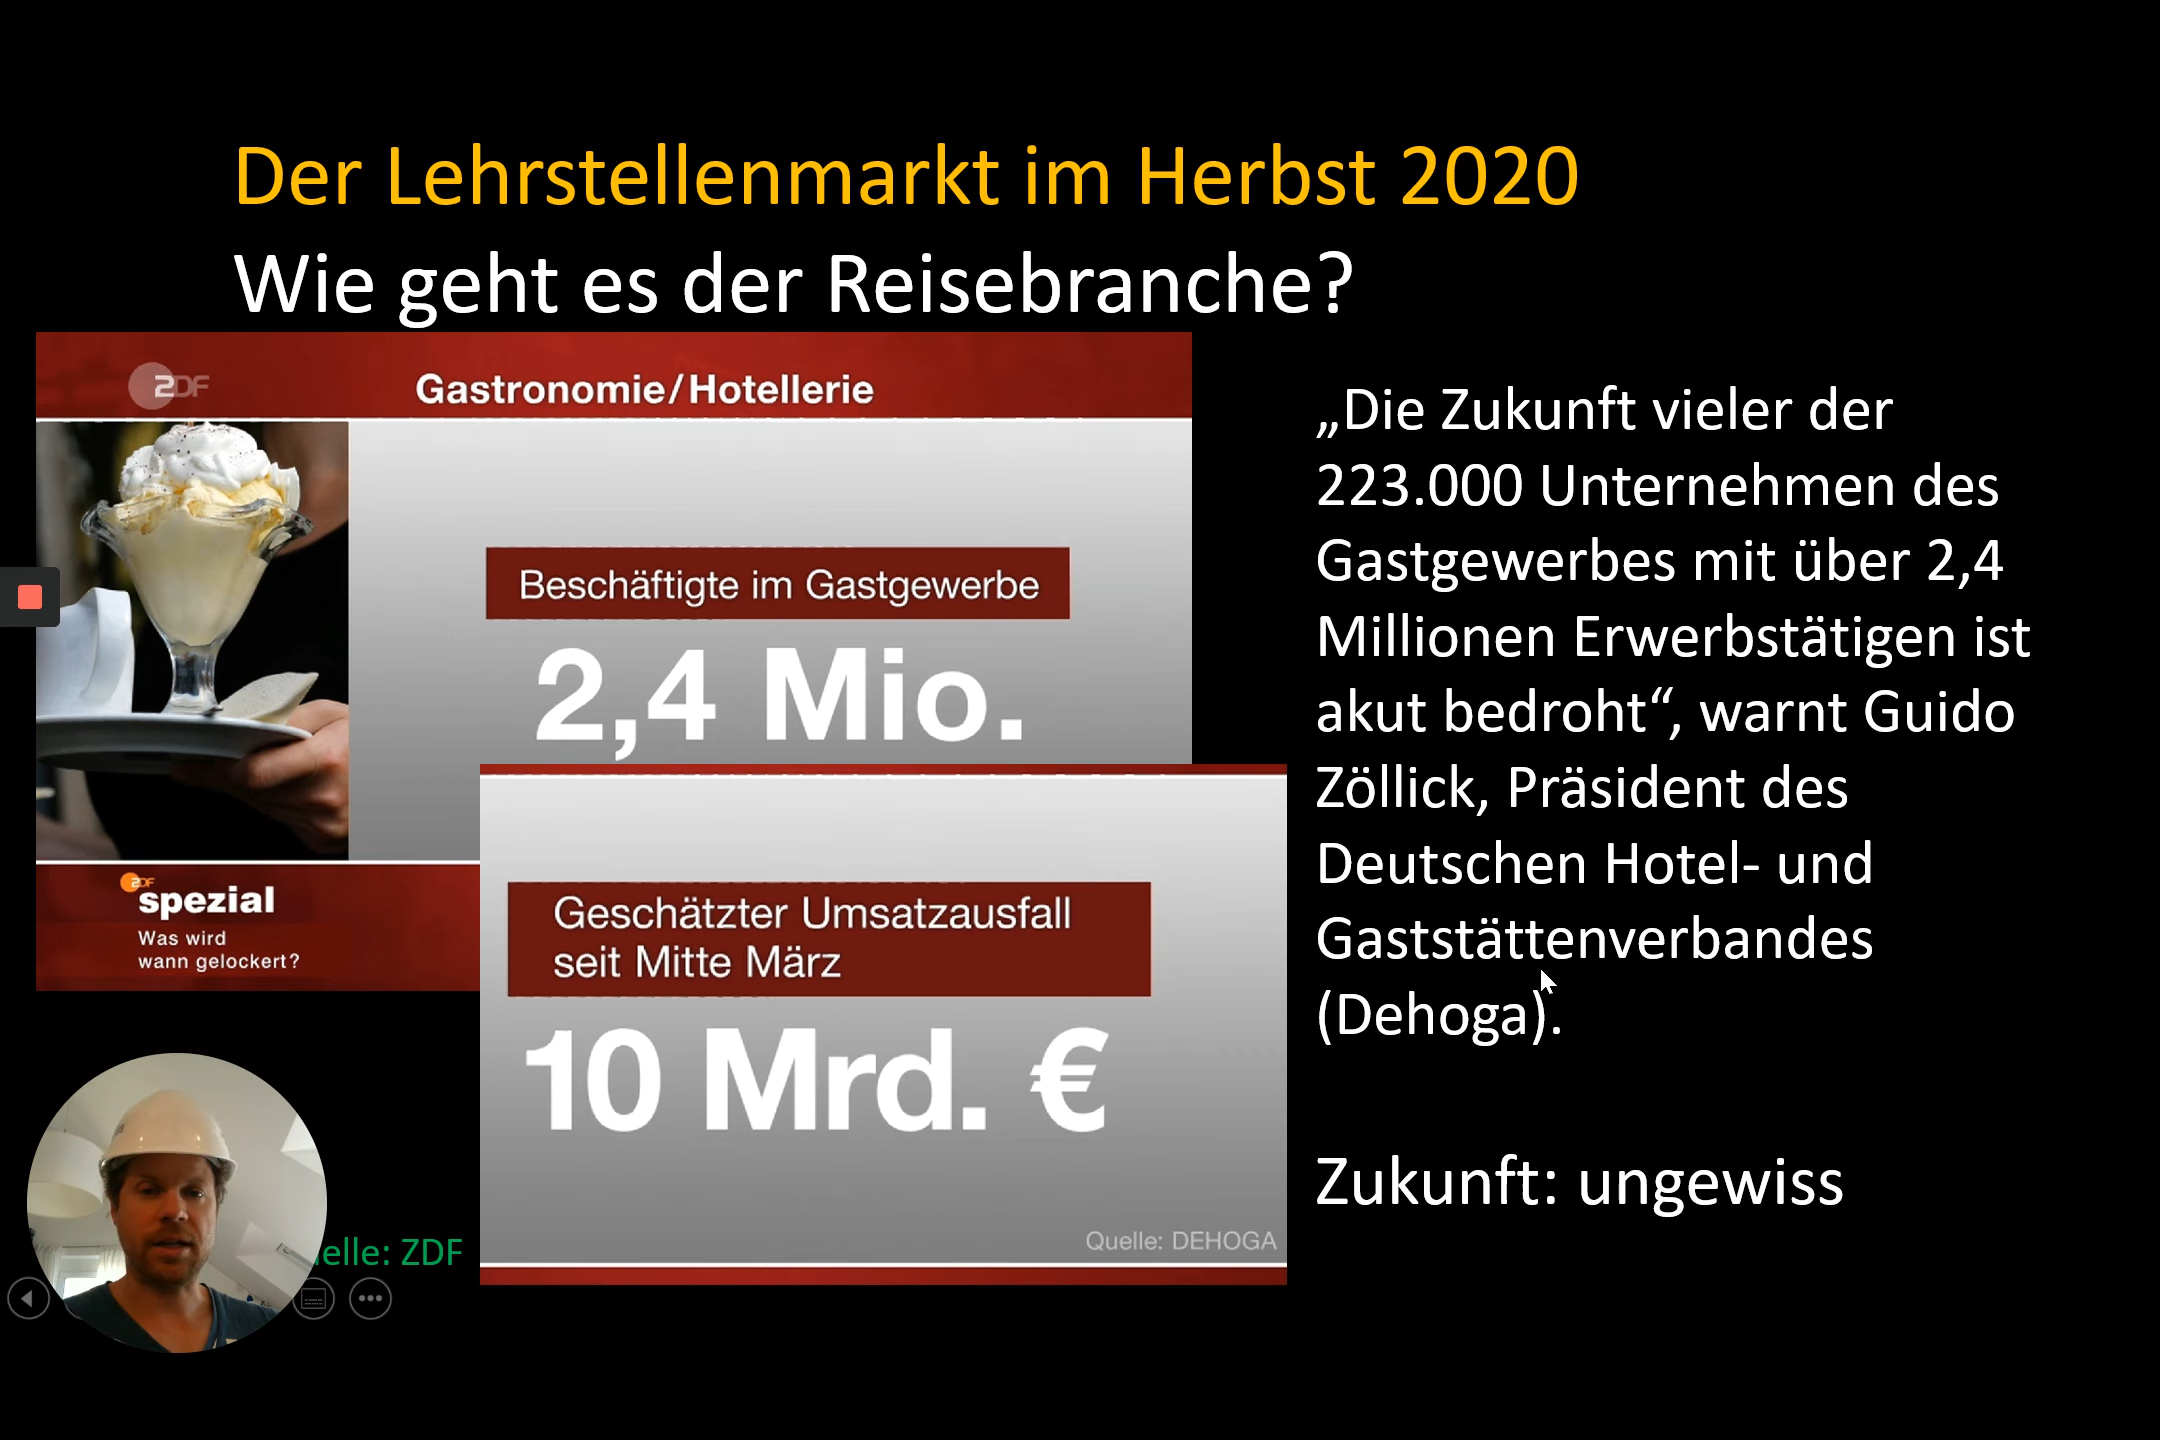 Der Lehrstellenmarkt im Herbst 2020
Wie geht es der Reisebranche?
ZDF
Gastronomie/Hotellerie
Beschäftigte im Gastgewerbe
2,4 Mio.
ZDF
spezial
Was wird
wann gelockert?
Geschätzter Umsatzausfall
seit Mitte März
10 Mrd. €
Quelle: DEHOGA
„Die Zukunft vieler der
223.000 Unternehmen des
Gastgewerbes mit über 2,4
Millionen Erwerbstätigen ist
akut bedroht“, warnt Guido
Zöllick, Präsident des
Deutschen Hotel- und
Gaststättenverbandes
(Dehoga).
Zukunft: ungewiss
elle: ZDF